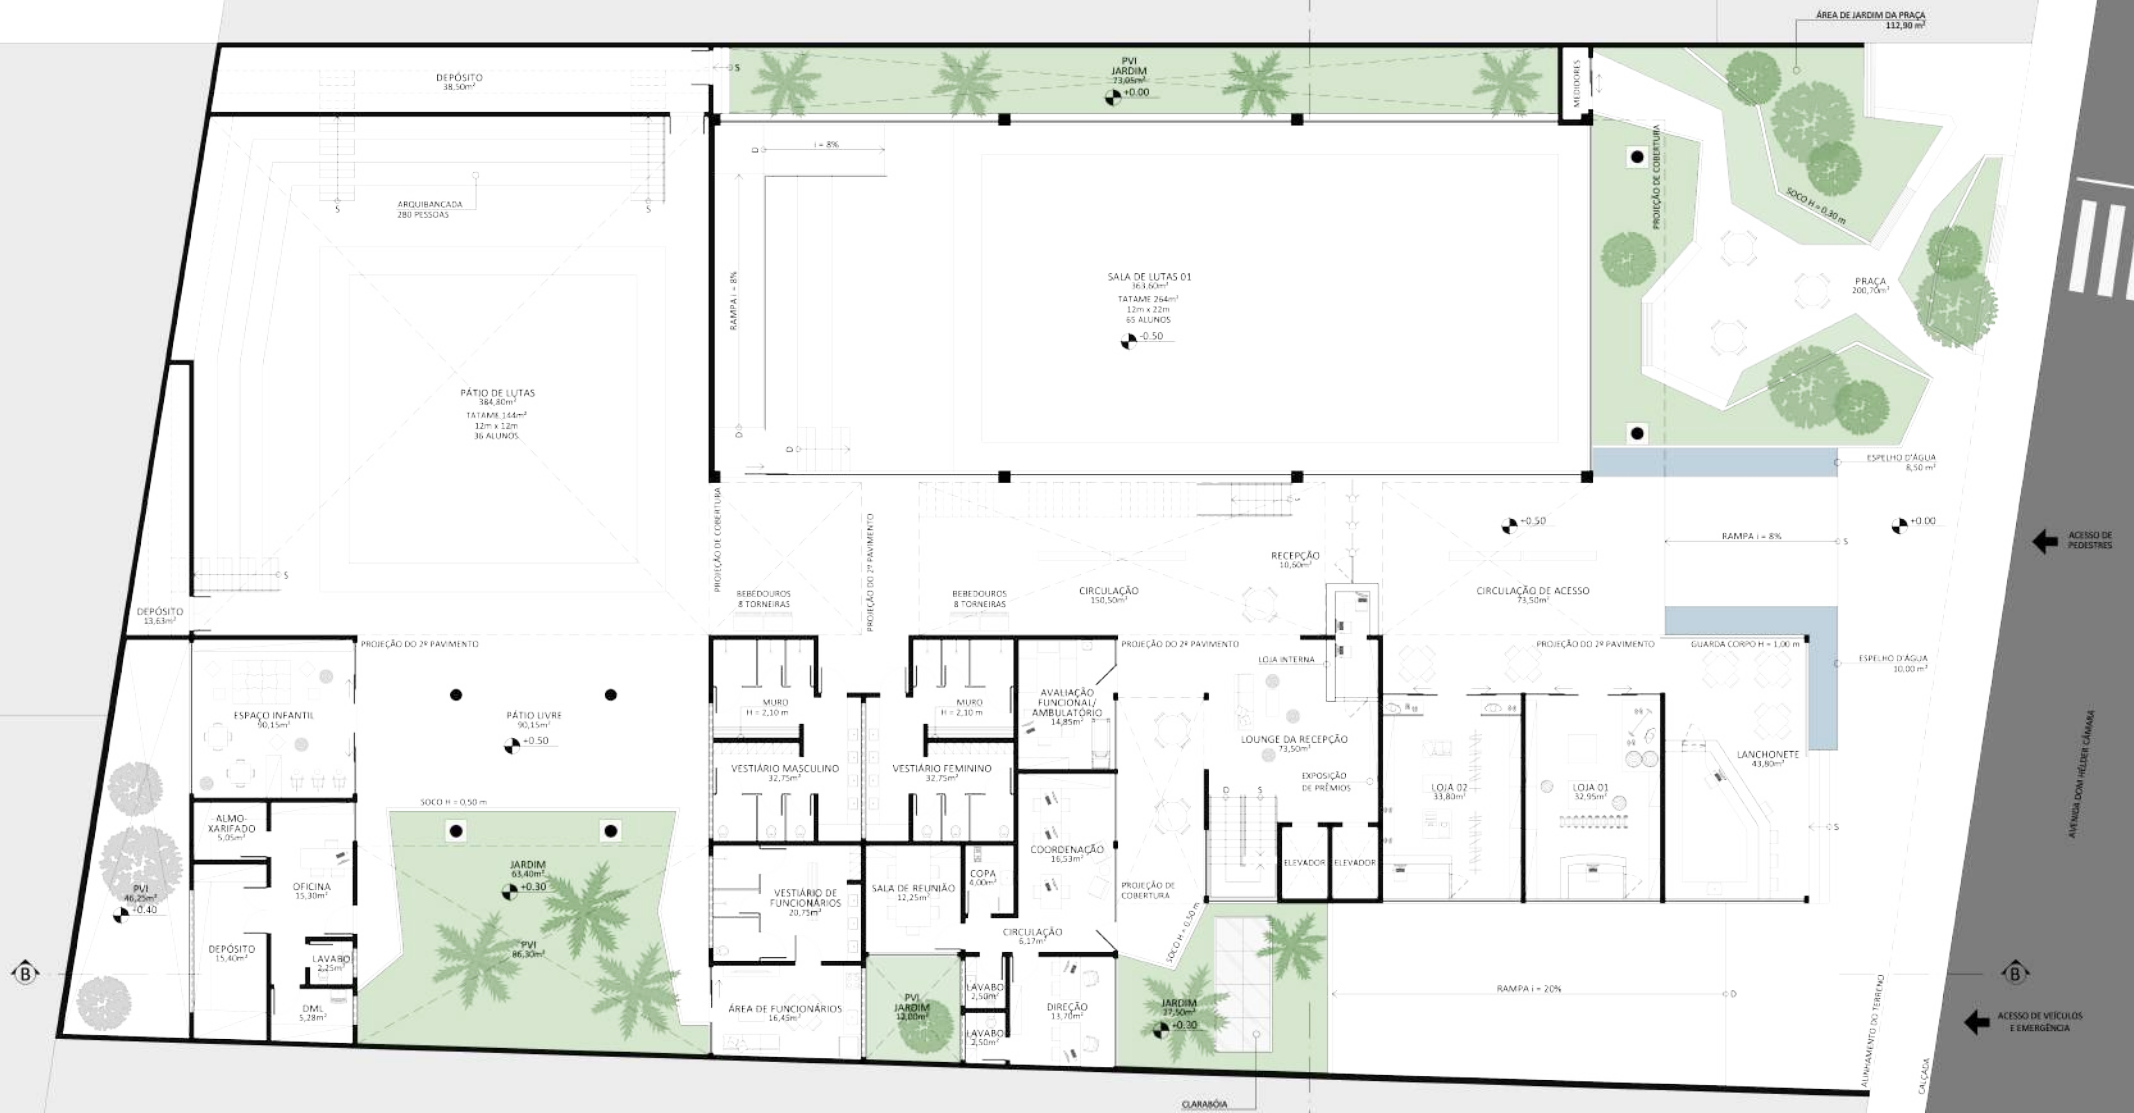 ÁREA DE JARDIM DA PRAÇA
112,90 m²
DEPÓSITO
38,50m²
S
PVI
JARDIM
73,05m²
+0.00
MEDIDORES
PROJEÇÃO DE COBERTURA
SOCO H = 0,30 m
D
i = 8%
ARQUIBANCADA
280 PESSOAS
S
S
RAMPA i = 8%
SALA DE LUTAS 01
363,60m²
TATAME 264m²
12m x 22m
65 ALUNOS
-0.50
PRAÇA
200,70m²
PÁTIO DE LUTAS
384,80m²
TATAME 144m²
12m x 12m
36 ALUNOS
D
D
ESPELHO D'ÁGUA
8,50 m²
PROJEÇÃO DE COBERTURA
PROJEÇÃO DO 2º PAVIMENTO
S
+0.50
+0.00
RAMPA i = 8%
S
ACESSO DE
PEDESTRES
RECEPÇÃO
10,60m²
S
BEBEDOUROS
8 TORNEIRAS
BEBEDOUROS
8 TORNEIRAS
CIRCULAÇÃO
150,50m²
CIRCULAÇÃO DE ACESSO
73,50m²
DEPÓSITO
13,63m²
PROJEÇÃO DO 2º PAVIMENTO
PROJEÇÃO DO 2º PAVIMENTO
PROJEÇÃO DO 2º PAVIMENTO
GUARDA CORPO H = 1,00 m
LOJA INTERNA
ESPELHO D'ÁGUA
10,00 m²
ESPAÇO INFANTIL
90,15m²
PÁTIO LIVRE
90,15m²
+0.50
MURO
H = 2,10 m
MURO
H = 2,10 m
AVALIAÇÃO
FUNCIONAL/
AMBULATÓRIO
14,85m²
LOUNGE DA RECEPÇÃO
73,50m²
LANCHONETE
43,80m²
AVENIDA DOM HÉLDER CÂMARA
VESTIÁRIO MASCULINO
32,75m²
VESTIÁRIO FEMININO
32,75m²
EXPOSIÇÃO
DE PRÊMIOS
LOJA 02
33,80m²
LOJA 01
32,95m²
SOCO H = 0,50 m
D
S
ALMO-
XARIFADO
5,05m²
S
COORDENAÇÃO
16,53m²
ELEVADOR
ELEVADOR
JARDIM
63,40m²
+0.30
OFICINA
15,30m²
PVI
46,25m²
+0.40
VESTIÁRIO DE
FUNCIONÁRIOS
20,75m²
SALA DE REUNIÃO
12,25m²
COPA
4,00m²
PROJEÇÃO DE
COBERTURA
SOCO H = 0,50 m
CIRCULAÇÃO
6,17m²
DEPÓSITO
15,40m²
LAVABO
2,25m²
PVI
86,30m²
B
B
LAVABO
2,50m²
RAMPA i = 20%
D
DML
5,28m²
ÁREA DE FUNCIONÁRIOS
16,45m²
PVI
JARDIM
12,00m²
DIREÇÃO
13,70m²
JARDIM
37,50m²
+0.30
LAVABO
2,50m²
ACESSO DE VEÍCULOS
E EMERGÊNCIA
ALINHAMENTO DO TERRENO
CALÇADA
CLARABÓIA